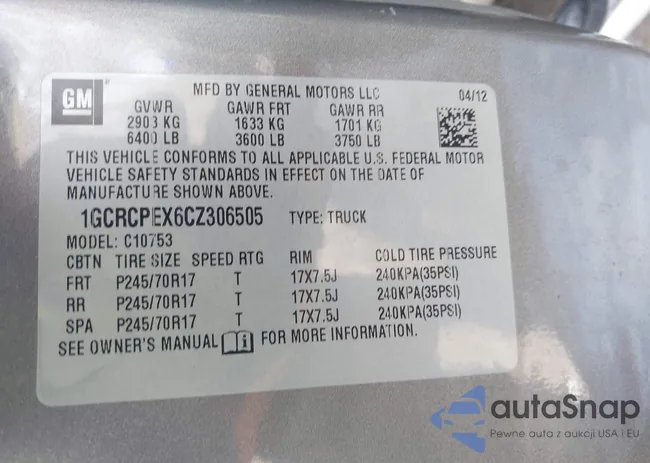 GM
MFD BY GENERAL MOTORS LLC
04/12
GVWR GAWR FRT GAWR RR
2903 KG 1633 KG 1701 KG
6400 LB 3600 LB 3750 LB
THIS VEHICLE CONFORMS TO ALL APPLICABLE U.S. FEDERAL MOTOR
VEHICLE SAFETY STANDARDS IN EFFECT ON THE DATE OF
MANUFACTURE SHOWN ABOVE.
1GCRCPEX6CZ306505 TYPE: TRUCK
MODEL: C10753
CBTN TIRE SIZE SPEED RTG RIM COLD TIRE PRESSURE
FRT P245/70R17 T 17X7.5J 240KPA(35PSI)
RR P245/70R17 T 17X7.5J 240KPA(35PSI)
SPA P245/70R17 T 17X7.5J 240KPA(35PSI)
SEE OWNER'S MANUAL FOR MORE INFORMATION.
autaSnap
Pewne auta z aukcji USA i EU